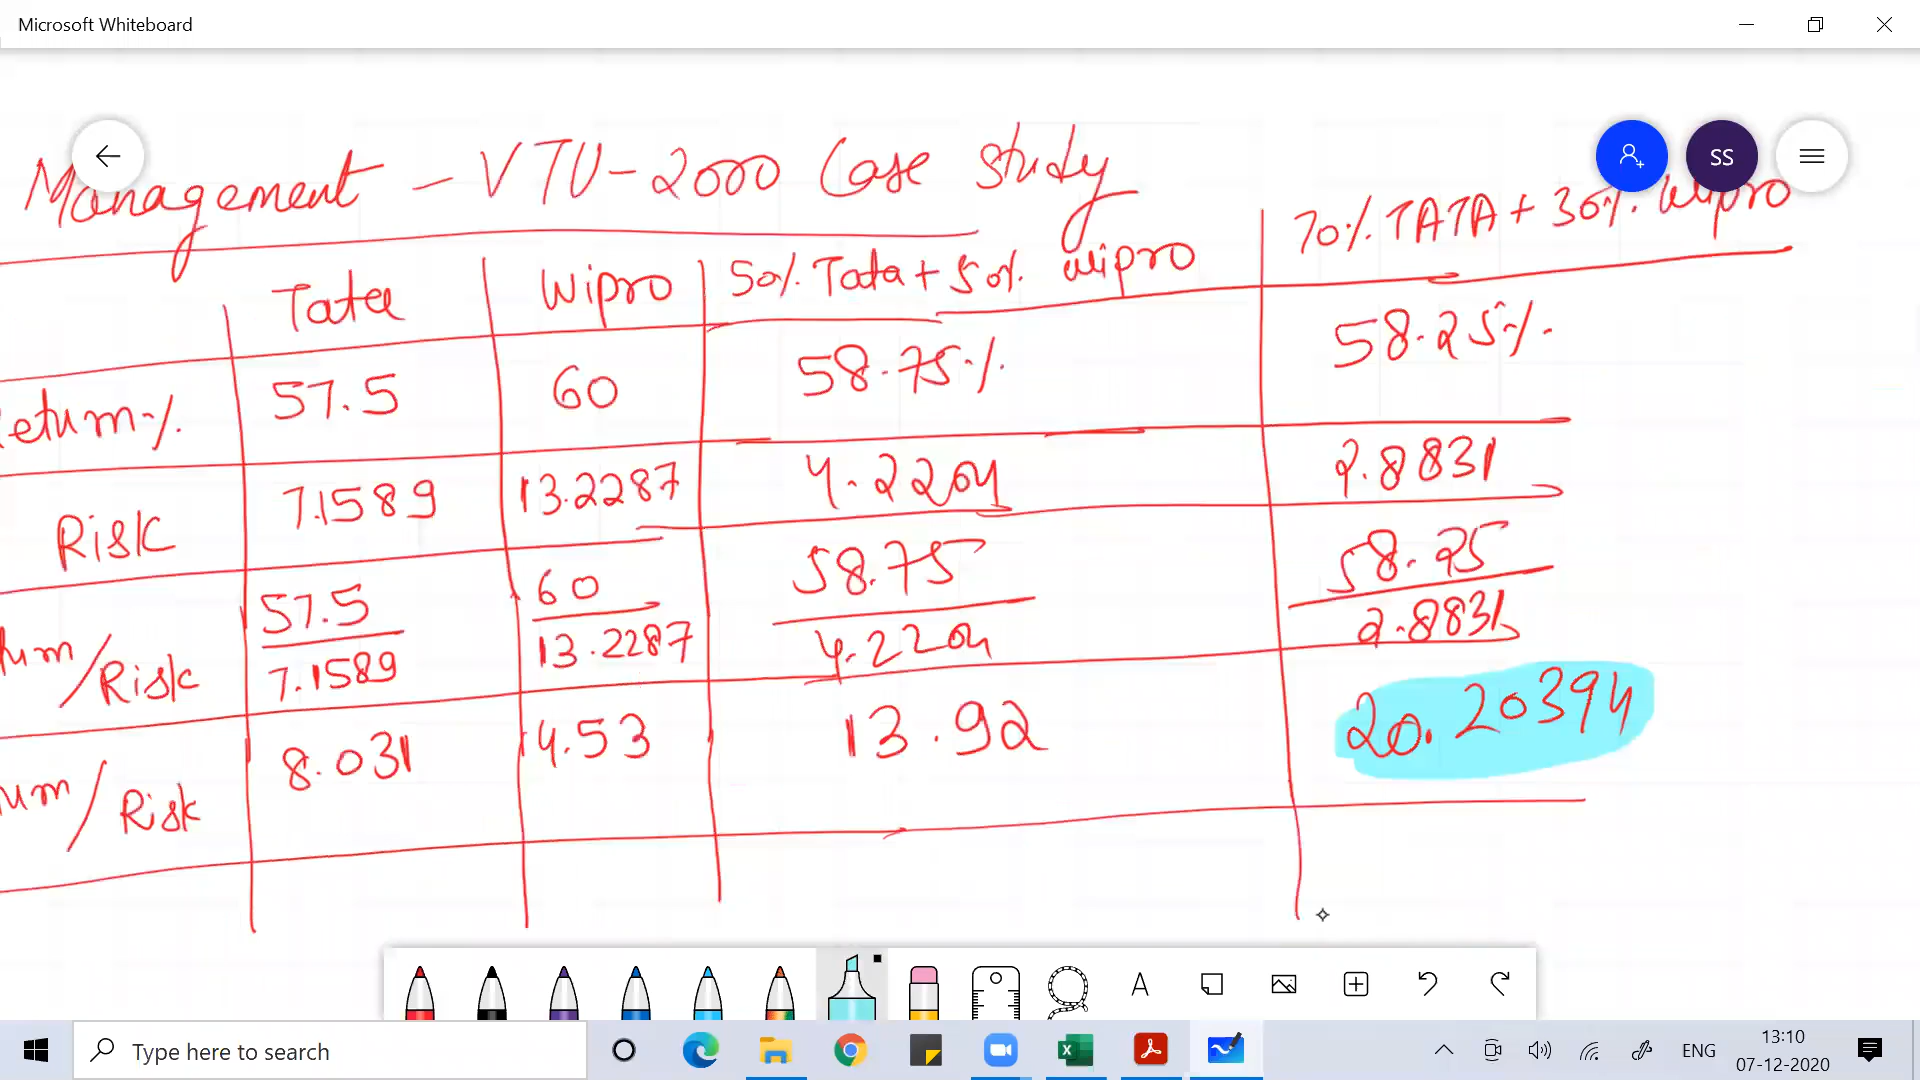 Microsoft Whiteboard
Management - VTU-2000 Case Study
SS
Tata
Wipro
50% Tata + 50% Wipro
70% TATA + 30% Wipro
Return %
57.5
60
58.75%
58.25%
Risk
7.1589
13.2287
4.2204
2.8831
/Risk
57.5
7.1589
60
13.2287
58.75
4.2204
58.25
2.8831
/Risk
8.031
4.53
13.92
20.20394
A
Type here to search
ENG
13:10
07-12-2020